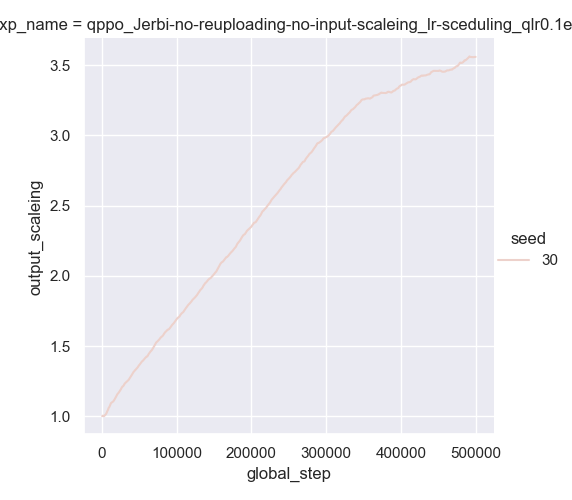 xp_name = qppo_Jerbi-no-reuploading-no-input-scaleing_lr-sceduling_qlr0.1e
3.5
3.0
2.5
2.0
1.5
1.0
output_scaleing
0 100000 200000 300000 400000 500000
global_step
seed
30